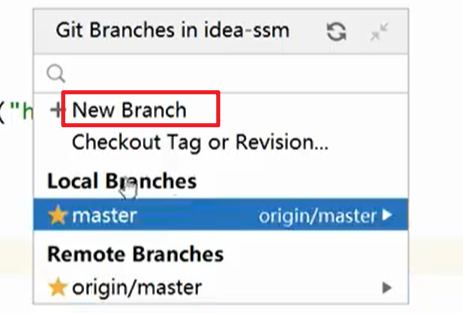 Git Branches in idea-ssm
("h
New Branch
Checkout Tag or Revision...
Local Branches
master origin/master
Remote Branches
origin/master